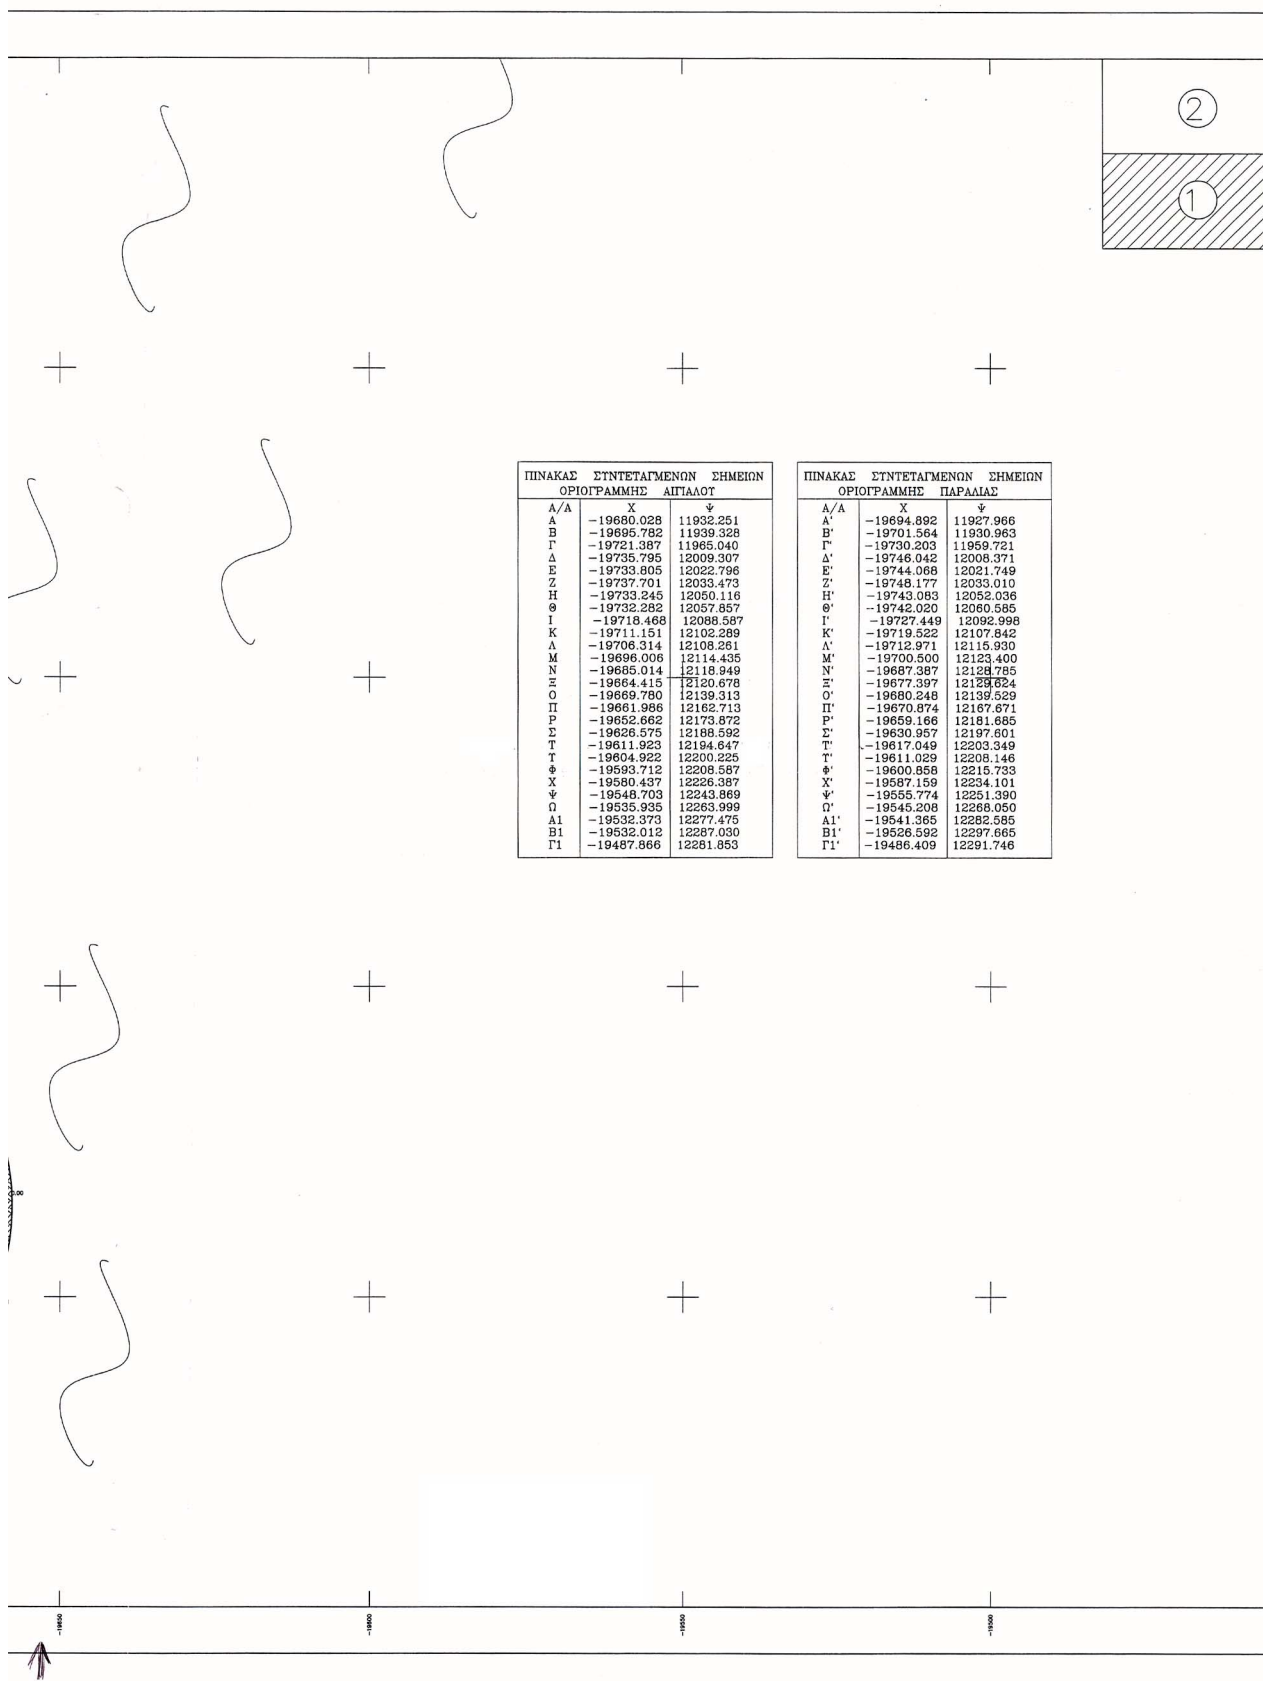 2
1
ΠΙΝΑΚΑΣ ΣΥΝΤΕΤΑΓΜΕΝΩΝ ΣΗΜΕΙΩΝ
ΟΡΙΟΓΡΑΜΜΗΣ ΑΙΓΙΑΛΟΥ
Α/Α Χ Ψ
Α -19680.028 11932.251
Β -19695.782 11939.328
Γ -19721.387 11965.040
Δ -19735.795 12009.307
Ε -19733.805 12022.796
Ζ -19737.701 12033.473
Η -19733.245 12050.116
Θ -19732.282 12057.857
Ι -19718.468 12088.587
Κ -19711.151 12102.289
Λ -19706.314 12108.261
Μ -19696.006 12114.435
Ν -19685.014 12118.949
Ξ -19664.415 12120.678
Ο -19669.780 12139.313
Π -19661.986 12162.713
Ρ -19652.662 12173.872
Σ -19626.575 12188.592
Τ -19611.923 12194.647
Υ -19604.922 12200.225
Φ -19593.712 12208.587
Χ -19580.437 12226.387
Ψ -19548.703 12243.869
Ω -19535.935 12263.999
Α1 -19532.373 12277.475
Β1 -19532.012 12287.030
Γ1 -19487.866 12281.853
ΠΙΝΑΚΑΣ ΣΥΝΤΕΤΑΓΜΕΝΩΝ ΣΗΜΕΙΩΝ
ΟΡΙΟΓΡΑΜΜΗΣ ΠΑΡΑΛΙΑΣ
Α/Α Χ Ψ
Α' -19694.892 11927.966
Β' -19701.564 11930.963
Γ' -19730.203 11959.721
Δ' -19746.042 12008.371
Ε' -19744.068 12021.749
Ζ' -19748.177 12033.010
Η' -19743.083 12052.036
Θ' -19742.020 12060.585
Ι' -19727.449 12092.998
Κ' -19719.522 12107.842
Λ' -19712.971 12115.930
Μ' -19700.500 12123.400
Ν' -19687.387 12128.785
Ξ' -19677.397 12129.624
Ο' -19680.248 12139.529
Π' -19670.874 12167.671
Ρ' -19659.166 12181.685
Σ' -19630.957 12197.601
Τ' -19617.049 12203.349
Υ' -19611.029 12208.146
Φ' -19600.858 12215.733
Χ' -19587.159 12234.101
Ψ' -19555.774 12251.390
Ω' -19545.208 12268.050
Α1' -19541.365 12282.585
Β1' -19526.592 12297.665
Γ1' -19486.409 12291.746
-19650
-19600
-19550
-19500